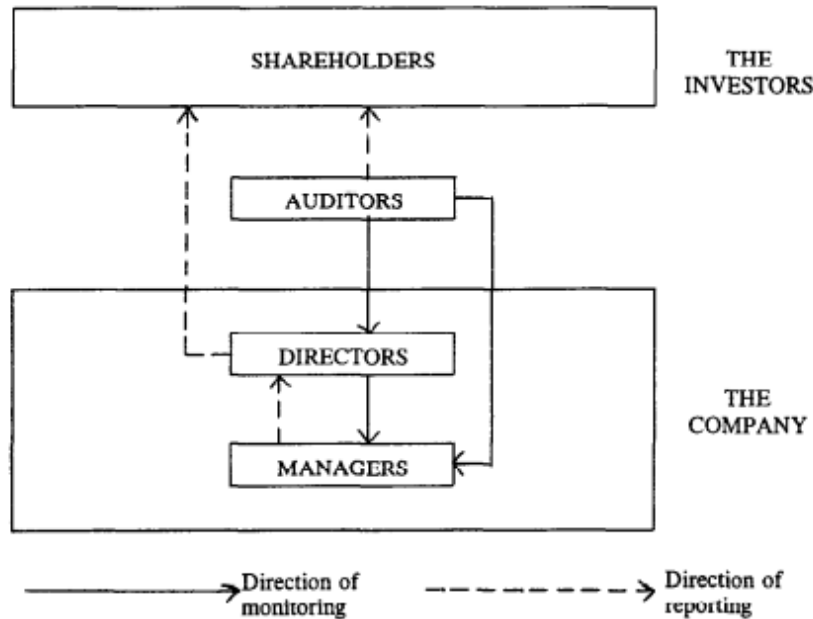 SHAREHOLDERS
THE
INVESTORS
AUDITORS
DIRECTORS
THE
COMPANY
MANAGERS
Direction of
monitoring
Direction of
reporting